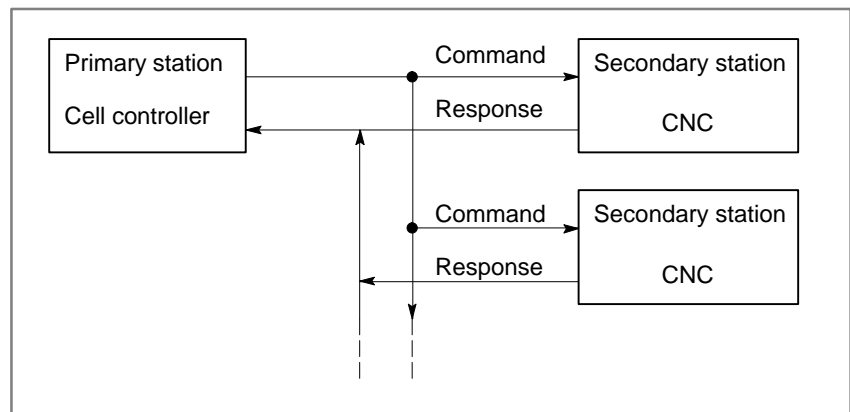 Primary station
Cell controller
Command
Response
Secondary station
CNC
Command
Response
Secondary station
CNC